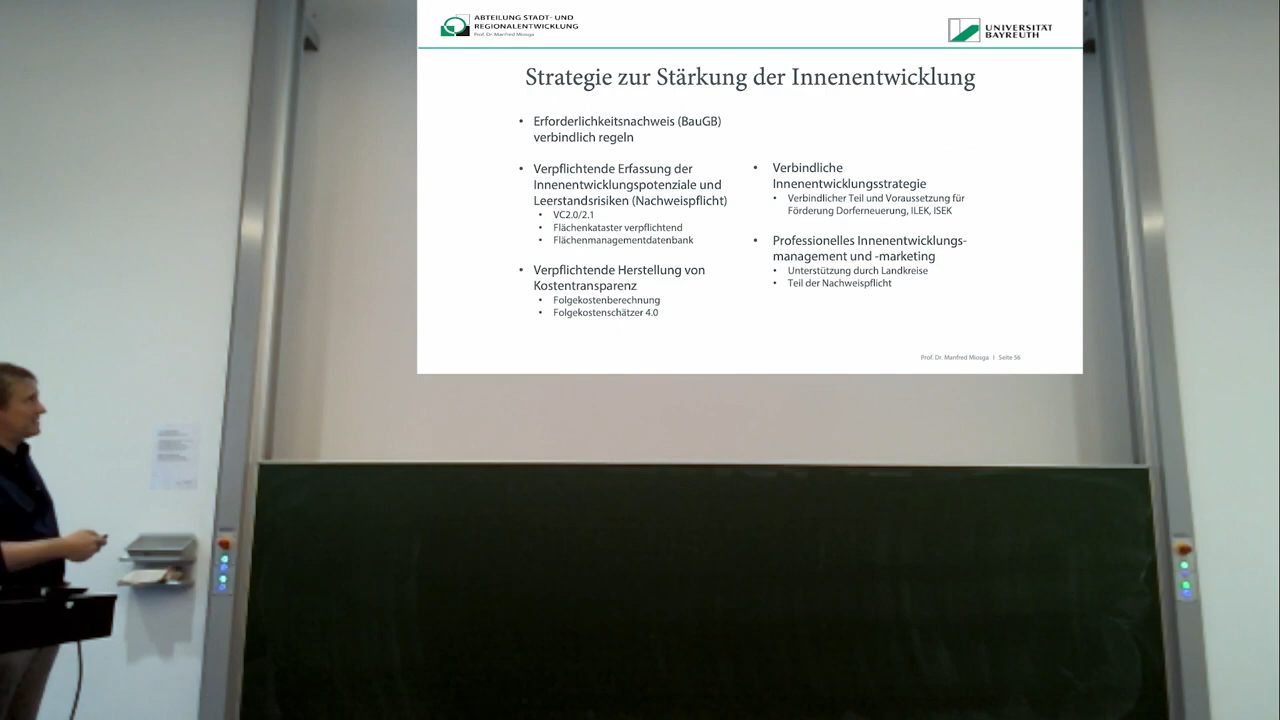 ABTEILUNG STADT- UND
REGIONALENTWICKLUNG
Prof. Dr. Manfred Miosga
UNIVERSITÄT
BAYREUTH
Strategie zur Stärkung der Innenentwicklung
• Erforderlichkeitsnachweis (BauGB)
verbindlich regeln
• Verpflichtende Erfassung der
Innenentwicklungspotenziale und
Leerstandsrisiken (Nachweispflicht)
• VC2.0/2.1
• Flächenkataster verpflichtend
• Flächenmanagementdatenbank
• Verpflichtende Herstellung von
Kostentransparenz
• Folgekostenberechnung
• Folgekostenschätzer 4.0
• Verbindliche
Innenentwicklungsstrategie
• Verbindlicher Teil und Voraussetzung für
Förderung Dorferneuerung, ILEK, ISEK
• Professionelles Innenentwicklungs-
management und -marketing
• Unterstützung durch Landkreise
• Teil der Nachweispflicht
Prof. Dr. Manfred Miosga | Seite 56